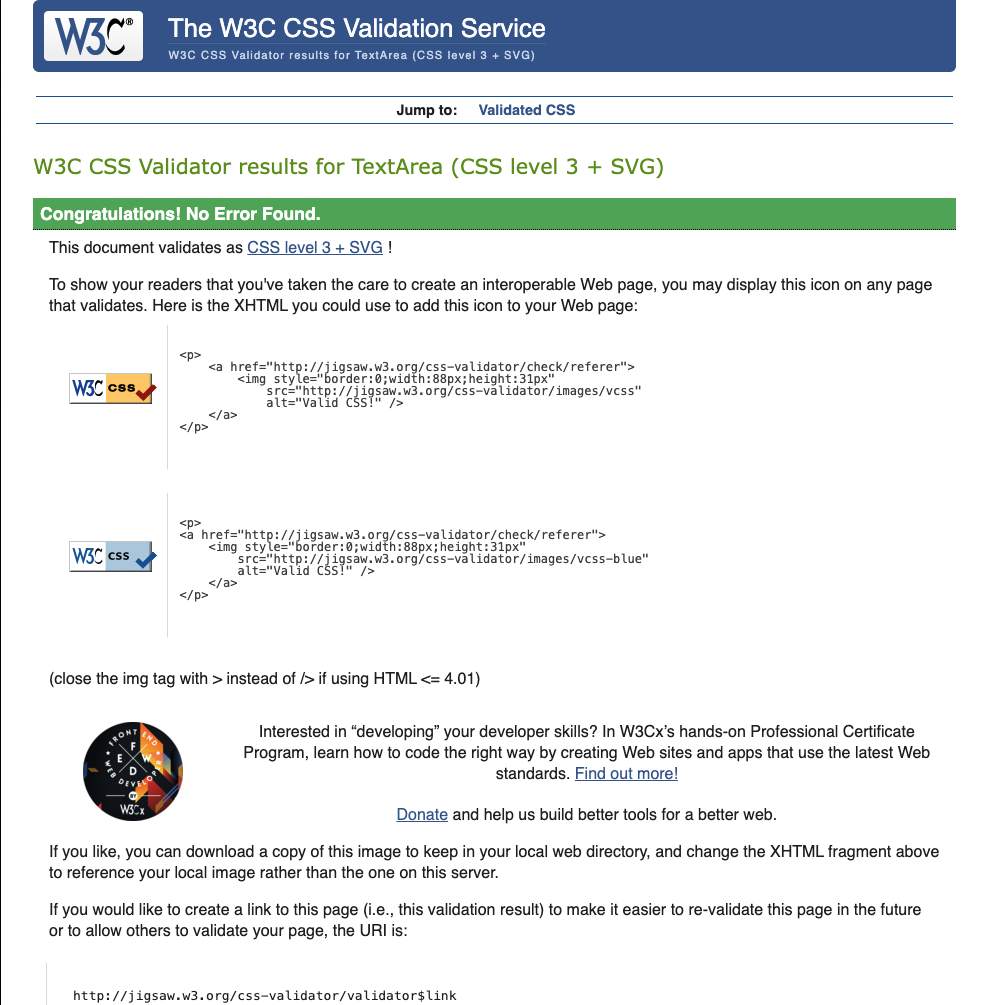 W3C®
The W3C CSS Validation Service
W3C CSS Validator results for TextArea (CSS level 3 + SVG)
Jump to: Validated CSS
W3C CSS Validator results for TextArea (CSS level 3 + SVG)
Congratulations! No Error Found.
This document validates as CSS level 3 + SVG !
To show your readers that you've taken the care to create an interoperable Web page, you may display this icon on any page
that validates. Here is the XHTML you could use to add this icon to your Web page:
W3C css
<p>
    <a href="http://jigsaw.w3.org/css-validator/check/referer">
        <img style="border:0;width:88px;height:31px"
            src="http://jigsaw.w3.org/css-validator/images/vcss"
            alt="Valid CSS!" />
    </a>
</p>
W3C css
<p>
<a href="http://jigsaw.w3.org/css-validator/check/referer">
    <img style="border:0;width:88px;height:31px"
        src="http://jigsaw.w3.org/css-validator/images/vcss-blue"
        alt="Valid CSS!" />
    </a>
</p>
(close the img tag with > instead of /> if using HTML <= 4.01)
FRONT END
WEB DEVELOPER
F
E W
D
BY
W3Cx
Interested in “developing” your developer skills? In W3Cx’s hands-on Professional Certificate
Program, learn how to code the right way by creating Web sites and apps that use the latest Web
standards. Find out more!
Donate and help us build better tools for a better web.
If you like, you can download a copy of this image to keep in your local web directory, and change the XHTML fragment above
to reference your local image rather than the one on this server.
If you would like to create a link to this page (i.e., this validation result) to make it easier to re-validate this page in the future
or to allow others to validate your page, the URI is:
http://jigsaw.w3.org/css-validator/validator$link